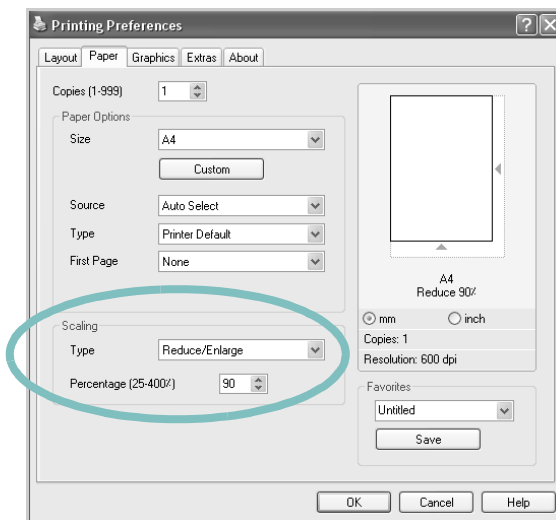 Printing Preferences
Layout Paper Graphics Extras About
Copies (1-999) 1
Paper Options
Size A4
Custom
Source Auto Select
Type Printer Default
First Page None
Scaling
Type Reduce/Enlarge
Percentage (25-400%) 90
A4
Reduce 90%
mm inch
Copies: 1
Resolution: 600 dpi
Favorites
Untitled
Save
OK Cancel Help